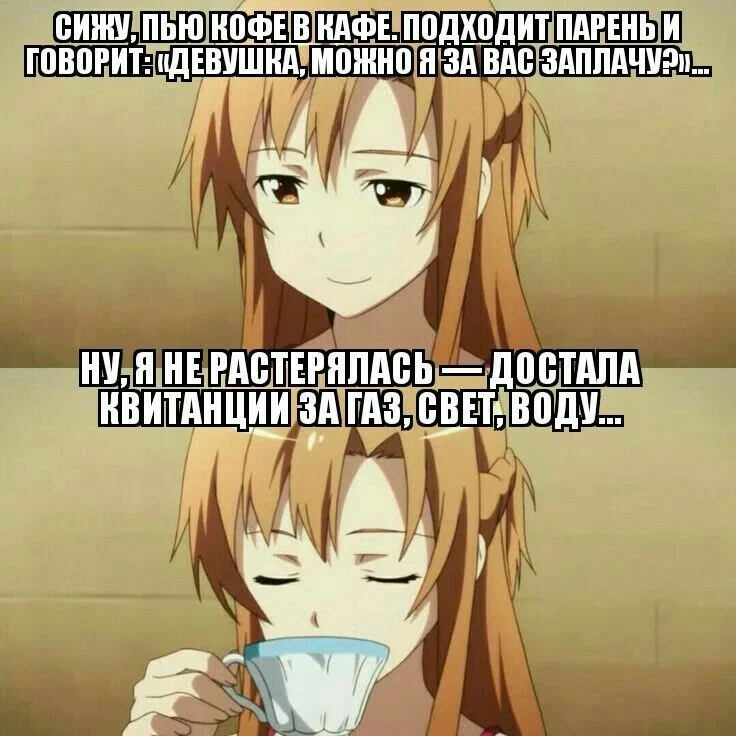 СИЖУ, ПЬЮ КОФЕ В КАФЕ. ПОДХОДИТ ПАРЕНЬ И
ГОВОРИТ: «ДЕВУШКА, МОЖНО Я ЗА ВАС ЗАПЛАЧУ?»...
НУ, Я НЕ РАСТЕРЯЛАСЬ — ДОСТАЛА
КВИТАНЦИИ ЗА ГАЗ, СВЕТ, ВОДУ...